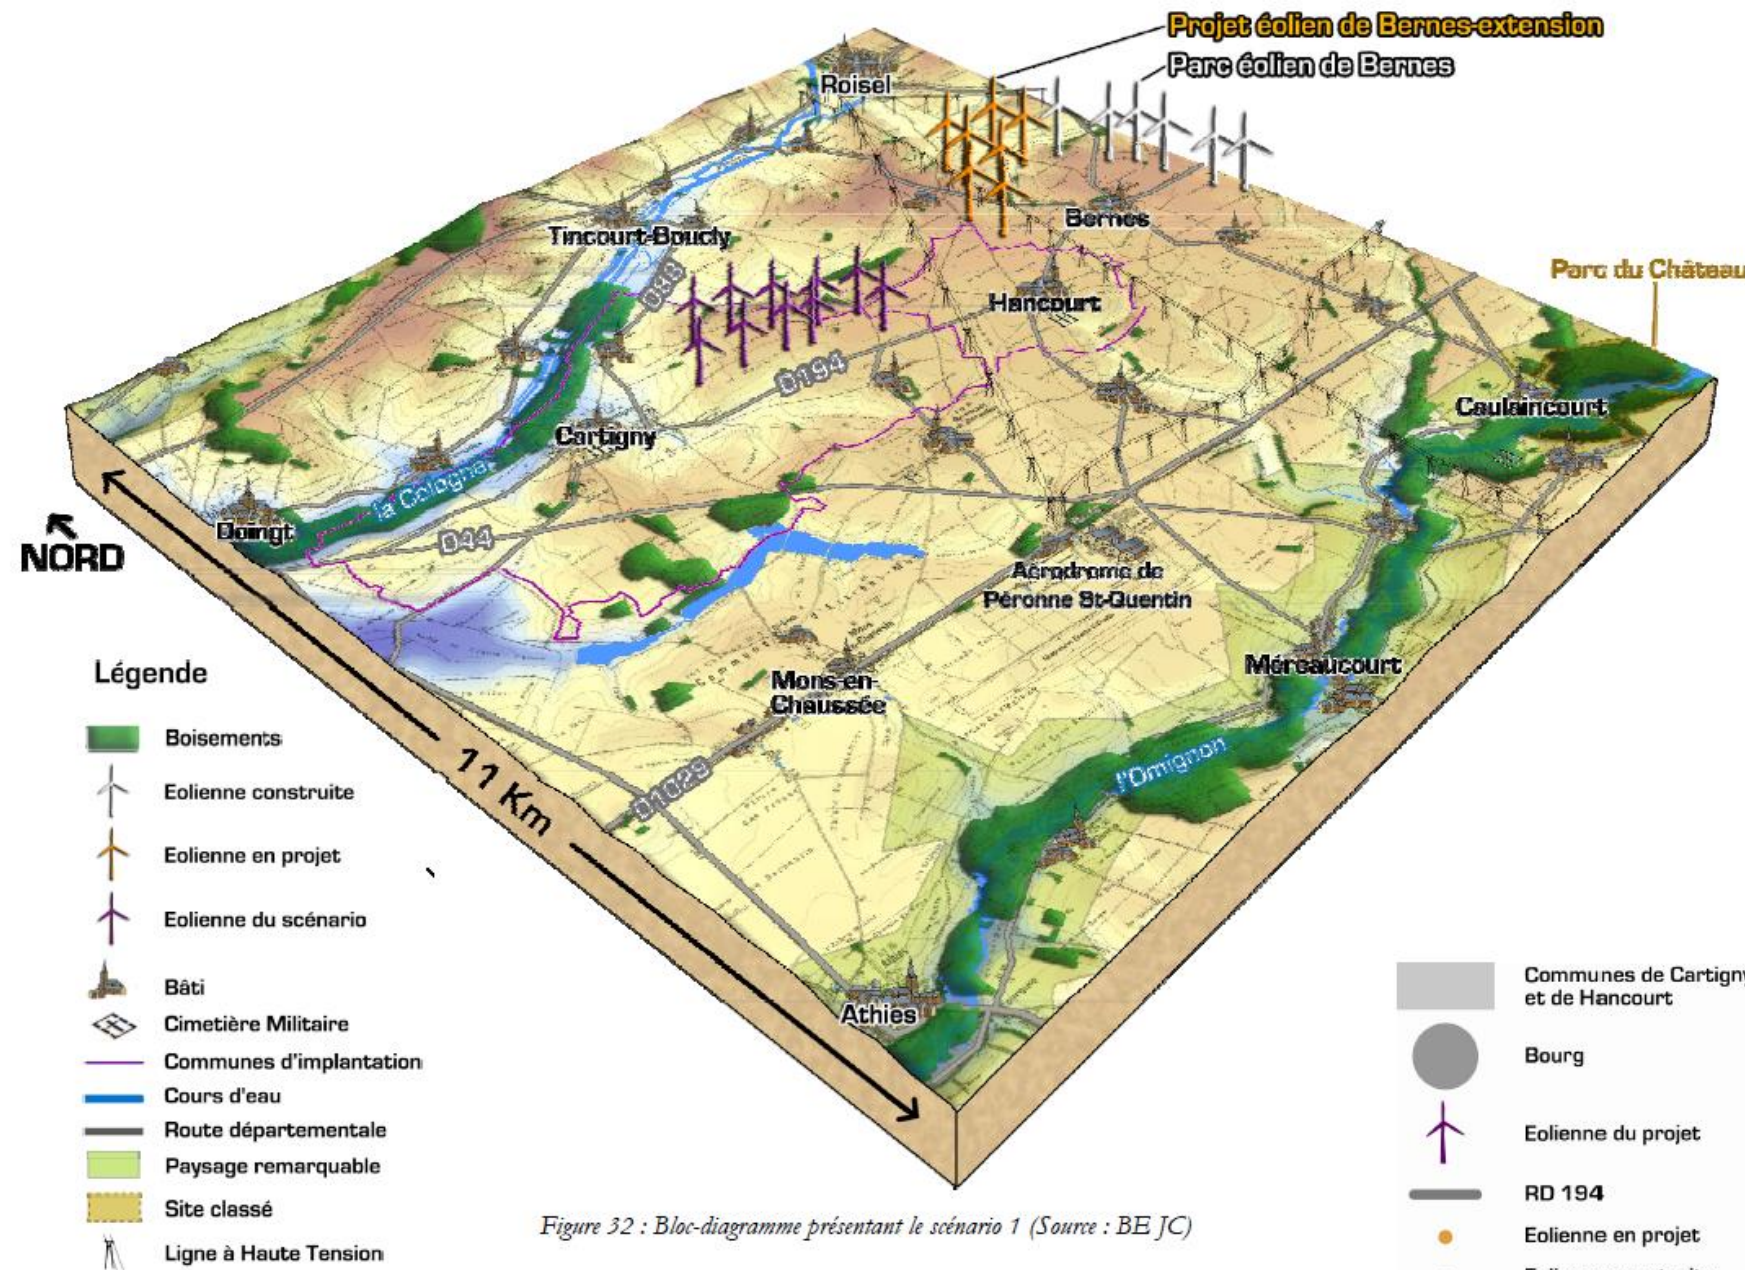 Projet éolien de Bernes-extension
Parc éolien de Bernes
Roisel
Bernes
Tincourt-Boucly
D88
Parc du Château
Hancourt
D194
Caulaincourt
Cartigny
la Cologne
Doingt
D44
NORD
Aérodrome de
Péronne St-Quentin
Méreaucourt
Mons-en-
Chaussée
l'Omignon
D1029
11 Km
Athies
Légende
Boisements
Eolienne construite
Eolienne en projet
Eolienne du scénario
Bâti
Cimetière Militaire
Communes d'implantation
Cours d'eau
Route départementale
Paysage remarquable
Site classé
Ligne à Haute Tension
Communes de Cartigny
et de Hancourt
Bourg
Eolienne du projet
RD 194
Eolienne en projet
Figure 32 : Bloc-diagramme présentant le scénario 1 (Source : BE JC)